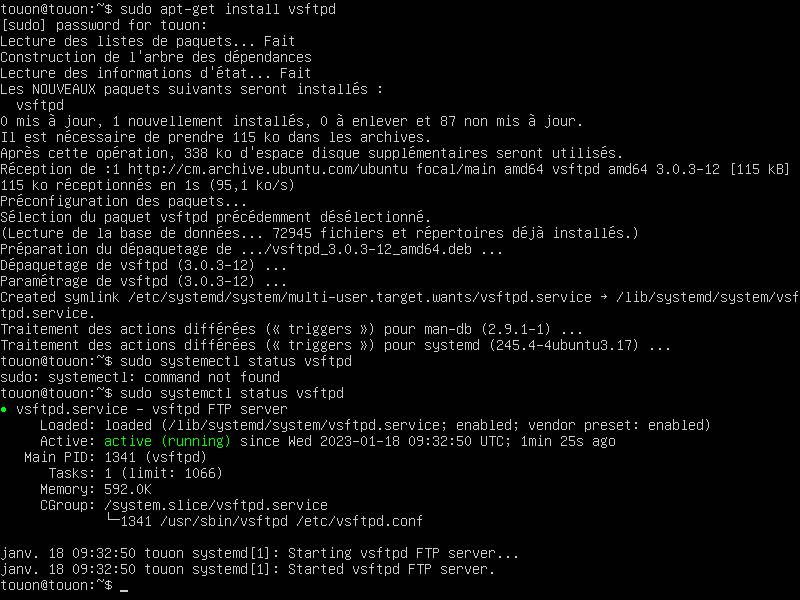 touon@touon:~$ sudo apt-get install vsftpd
[sudo] password for touon:
Lecture des listes de paquets... Fait
Construction de l'arbre des dépendances
Lecture des informations d'état... Fait
Les NOUVEAUX paquets suivants seront installés :
  vsftpd
0 mis à jour, 1 nouvellement installés, 0 à enlever et 87 non mis à jour.
Il est nécessaire de prendre 115 ko dans les archives.
Après cette opération, 338 ko d'espace disque supplémentaires seront utilisés.
Réception de :1 http://cm.archive.ubuntu.com/ubuntu focal/main amd64 vsftpd amd64 3.0.3-12 [115 kB]
115 ko réceptionnés en 1s (95,1 ko/s)
Préconfiguration des paquets...
Sélection du paquet vsftpd précédemment désélectionné.
(Lecture de la base de données... 72945 fichiers et répertoires déjà installés.)
Préparation du dépaquetage de .../vsftpd_3.0.3-12_amd64.deb ...
Dépaquetage de vsftpd (3.0.3-12) ...
Paramétrage de vsftpd (3.0.3-12) ...
Created symlink /etc/systemd/system/multi-user.target.wants/vsftpd.service → /lib/systemd/system/vsf
tpd.service.
Traitement des actions différées (« triggers ») pour man-db (2.9.1-1) ...
Traitement des actions différées (« triggers ») pour systemd (245.4-4ubuntu3.17) ...
touon@touon:~$ sudo systemectl status vsftpd
sudo: systemectl: command not found
touon@touon:~$ sudo systemctl status vsftpd
● vsftpd.service - vsftpd FTP server
     Loaded: loaded (/lib/systemd/system/vsftpd.service; enabled; vendor preset: enabled)
     Active: active (running) since Wed 2023-01-18 09:32:50 UTC; 1min 25s ago
   Main PID: 1341 (vsftpd)
      Tasks: 1 (limit: 1066)
     Memory: 592.0K
     CGroup: /system.slice/vsftpd.service
             └─1341 /usr/sbin/vsftpd /etc/vsftpd.conf
janv. 18 09:32:50 touon systemd[1]: Starting vsftpd FTP server...
janv. 18 09:32:50 touon systemd[1]: Started vsftpd FTP server.
touon@touon:~$ _